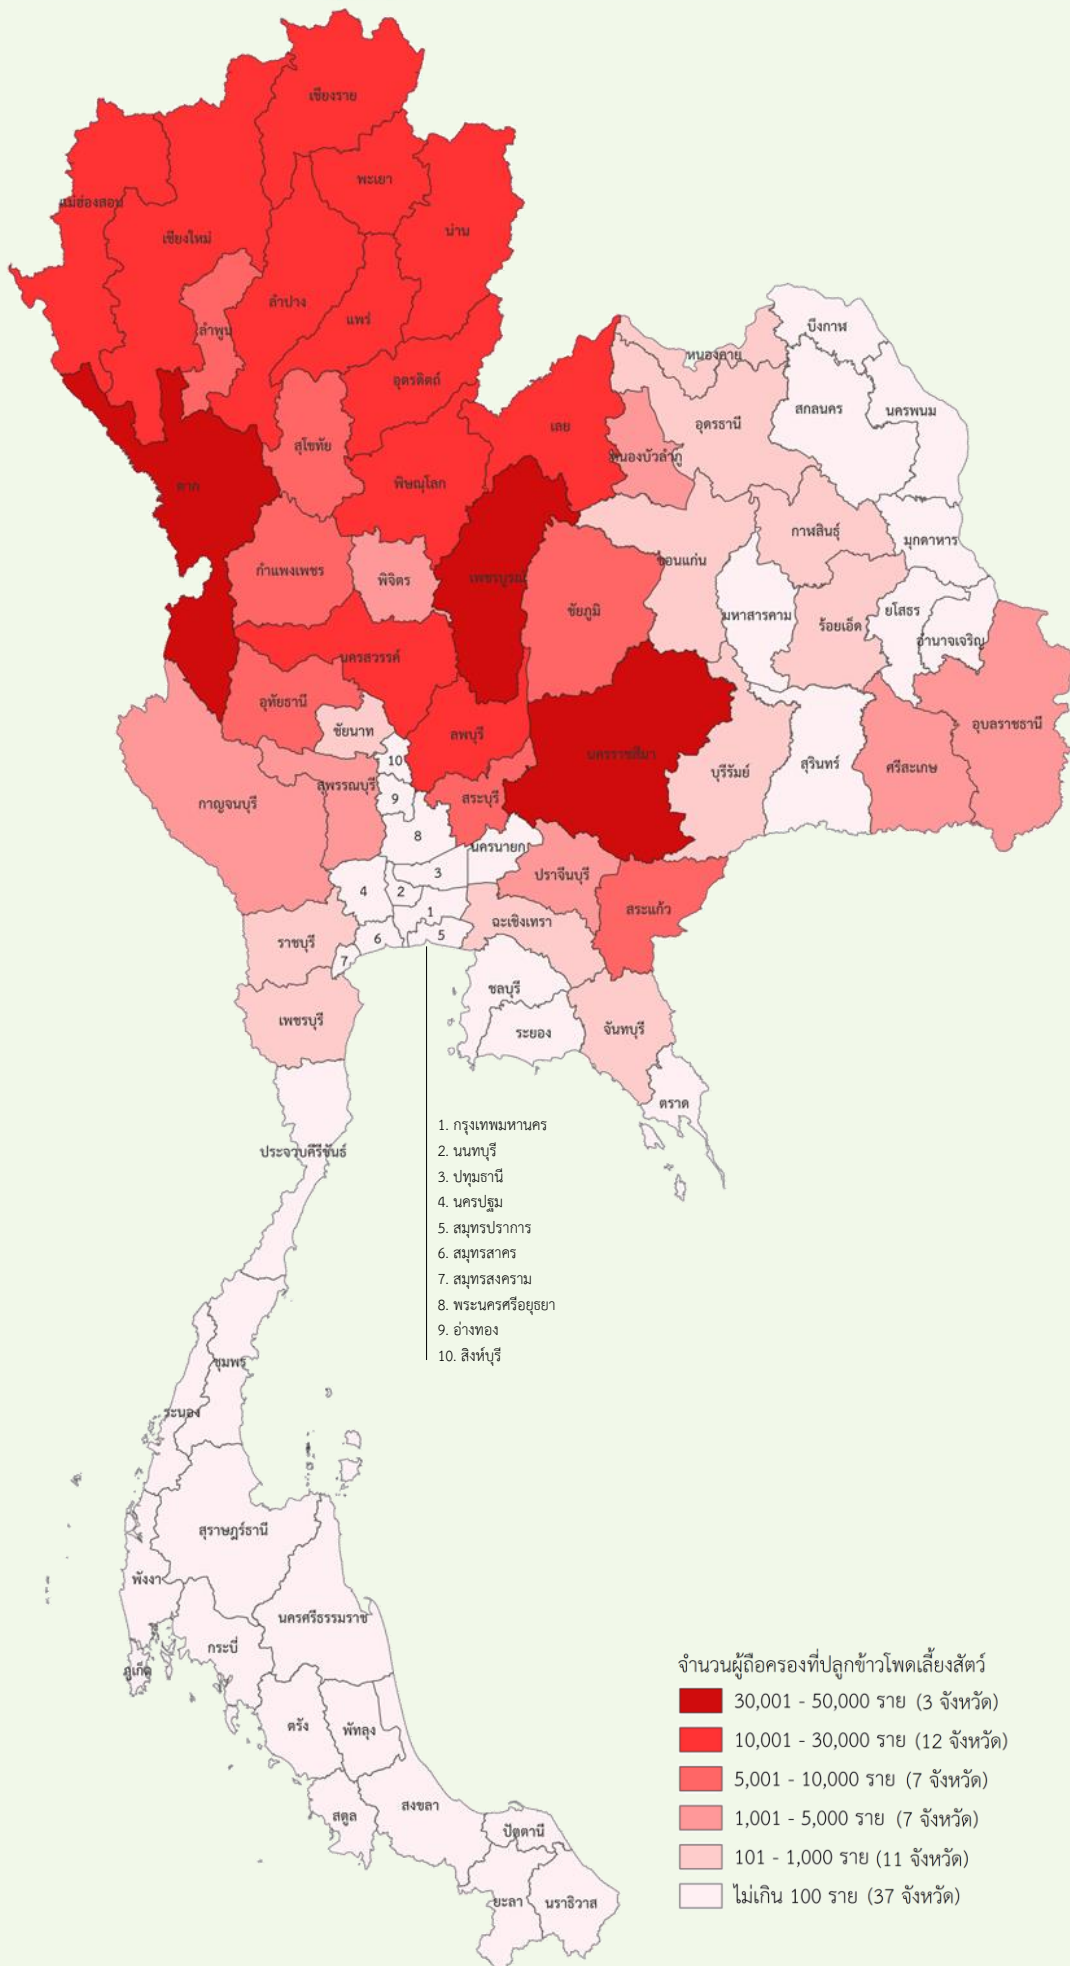 เชียงราย
พะเยา
แม่ฮ่องสอน
น่าน
เชียงใหม่
ลำปาง
แพร่
ลำพูน
บึงกาฬ
หนองคาย
อุตรดิตถ์
สกลนคร
นครพนม
เลย
อุดรธานี
สุโขทัย
หนองบัวลำภู
พิษณุโลก
ตาก
กาฬสินธุ์
มุกดาหาร
ขอนแก่น
กำแพงเพชร
พิจิตร
เพชรบูรณ์
ชัยภูมิ
มหาสารคาม
ร้อยเอ็ด
ยโสธร
อำนาจเจริญ
นครสวรรค์
อุทัยธานี
ชัยนาท
ลพบุรี
อุบลราชธานี
นครราชสีมา
10
บุรีรัมย์
สุรินทร์
ศรีสะเกษ
สุพรรณบุรี
กาญจนบุรี
9
สระบุรี
8
นครนายก
3
ปราจีนบุรี
4
2
1
สระแก้ว
ฉะเชิงเทรา
5
6
ราชบุรี
7
ชลบุรี
เพชรบุรี
ระยอง
จันทบุรี
ตราด
ประจวบคีรีขันธ์
1. กรุงเทพมหานคร
2. นนทบุรี
3. ปทุมธานี
4. นครปฐม
5. สมุทรปราการ
6. สมุทรสาคร
7. สมุทรสงคราม
8. พระนครศรีอยุธยา
9. อ่างทอง
10. สิงห์บุรี
ชุมพร
ระนอง
สุราษฎร์ธานี
พังงา
นครศรีธรรมราช
กระบี่
ภูเก็ต
ตรัง
พัทลุง
สตูล
สงขลา
ปัตตานี
ยะลา
นราธิวาส
จำนวนผู้ถือครองที่ปลูกข้าวโพดเลี้ยงสัตว์
30,001 - 50,000 ราย (3 จังหวัด)
10,001 - 30,000 ราย (12 จังหวัด)
5,001 - 10,000 ราย (7 จังหวัด)
1,001 - 5,000 ราย (7 จังหวัด)
101 - 1,000 ราย (11 จังหวัด)
ไม่เกิน 100 ราย (37 จังหวัด)